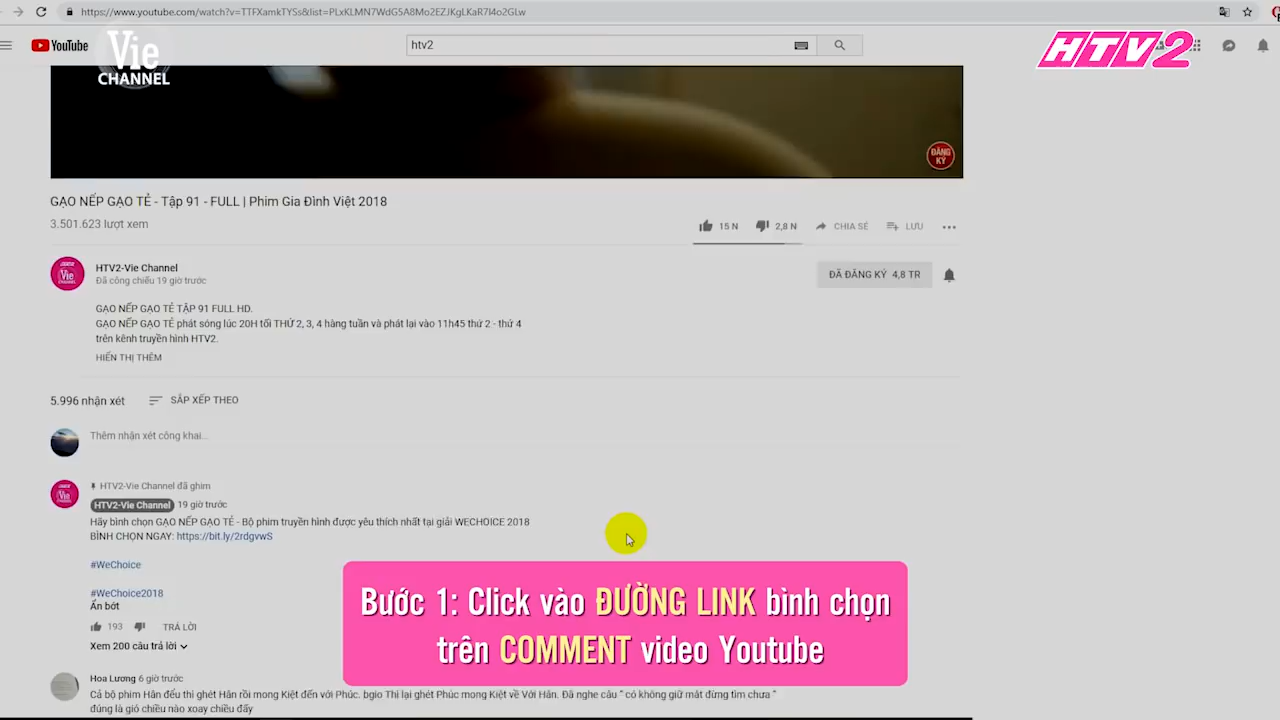 https://www.youtube.com/watch?v=TTFXamkTYSs&list=PLxKLMN7WdG5A8Mo2EZJKgLKaR7I4o2GLw
YouTube
Vie
CHANNEL
htv2
HTV2
ĐĂNG
KÝ
GẠO NẾP GẠO TẺ - Tập 91 - FULL | Phim Gia Đình Việt 2018
3.501.623 lượt xem
15 N
2,8 N
CHIA SẺ
LƯU
HTV2-Vie Channel
Đã công chiếu 19 giờ trước
ĐÃ ĐĂNG KÝ 4,8 TR
GẠO NẾP GẠO TẺ TẬP 91 FULL HD.
GẠO NẾP GẠO TẺ phát sóng lúc 20H tối THỨ 2, 3, 4 hàng tuần và phát lại vào 11h45 thứ 2 - thứ 4
trên kênh truyền hình HTV2.
HIỂN THỊ THÊM
5.996 nhận xét
SẮP XẾP THEO
Thêm nhận xét công khai...
HTV2-Vie Channel đã ghim
HTV2-Vie Channel 19 giờ trước
Hãy bình chọn GẠO NẾP GẠO TẺ - Bộ phim truyền hình được yêu thích nhất tại giải WECHOICE 2018
BÌNH CHỌN NGAY: https://bit.ly/2rdgvwS
#WeChoice
#WeChoice2018
Ẩn bớt
193
TRẢ LỜI
Xem 200 câu trả lời
Bước 1: Click vào ĐƯỜNG LINK bình chọn
trên COMMENT video Youtube
Hoa Lương 6 giờ trước
Cả bộ phim Hân đểu thì ghét Hân rồi mong Kiệt đến với Phúc. bgio Thị lại ghét Phúc mong Kiệt về Với Hân. Đã nghe câu " có không giữ mất đừng tìm chưa "
đúng là gió chiều nào xoay chiều đấy